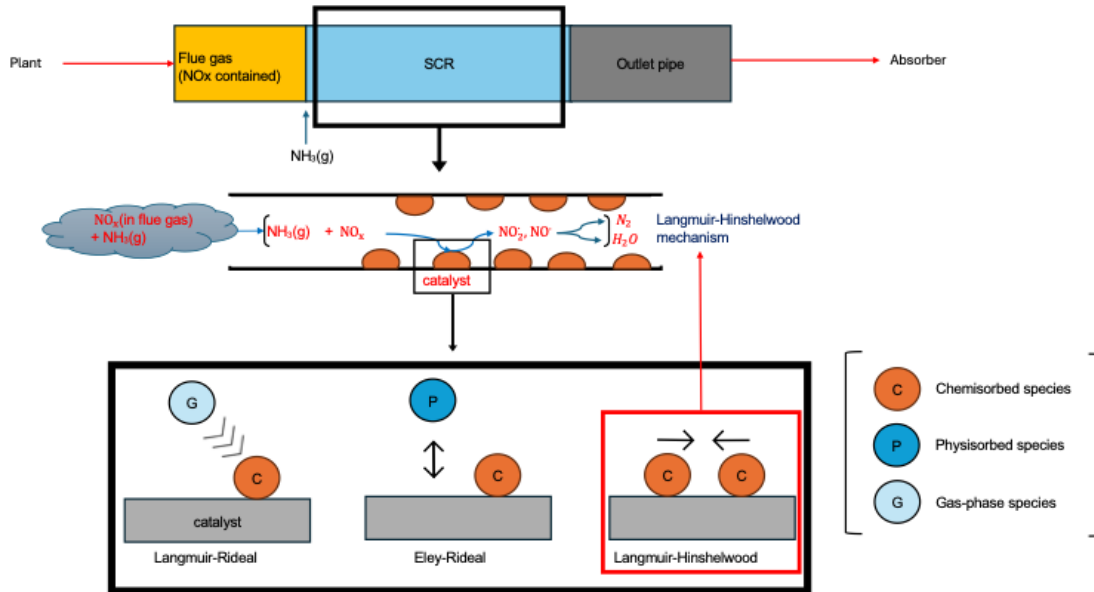 Plant
Flue gas
(NOx contained)
SCR
Outlet pipe
Absorber
NH₃(g)
NOₓ(in flue gas)
+ NH₃(g)
NH₃(g) + NOₓ
NO₂⁻, NO⁻
N₂
H₂O
Langmuir-Hinshelwood
mechanism
catalyst
G
C
catalyst
Langmuir-Rideal
P
C
Eley-Rideal
C
C
Langmuir-Hinshelwood
C
Chemisorbed species
P
Physisorbed species
G
Gas-phase species